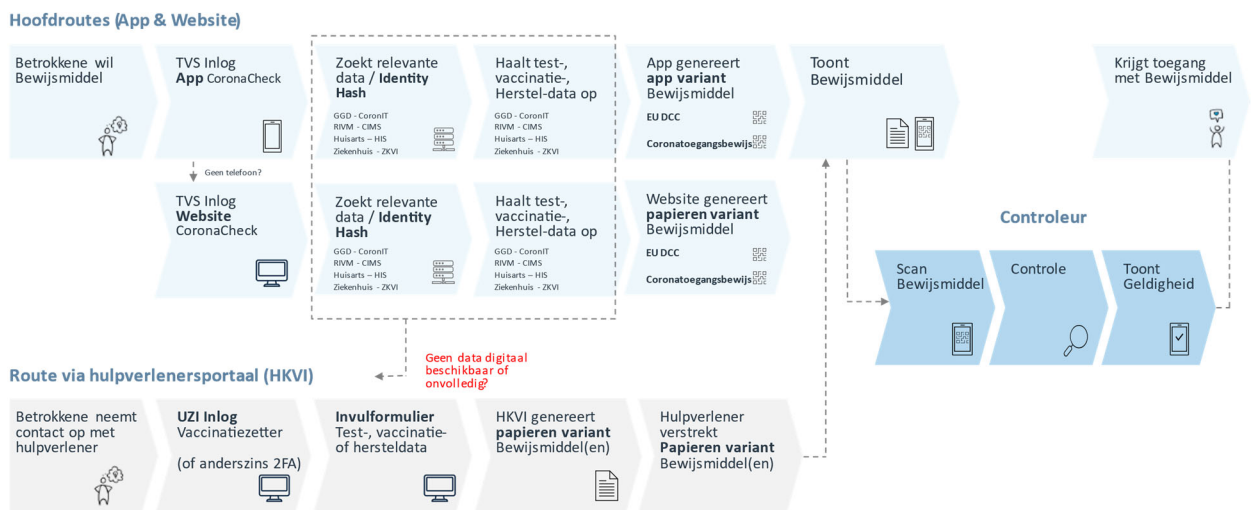 Hoofdroutes (App & Website)
Betrokkene wil
Bewijsmiddel
TVS Inlog
App CoronaCheck
Zoekt relevante
data / Identity
Hash
GGD - CoronIT
RIVM - CIMS
Huisarts – HIS
Ziekenhuis - ZKVI
Haalt test-,
vaccinatie-,
Herstel-data op
GGD - CoronIT
RIVM - CIMS
Huisarts – HIS
Ziekenhuis - ZKVI
App genereert
app variant
Bewijsmiddel
EU DCC
Coronatoegangsbewijs
Toont
Bewijsmiddel
Krijgt toegang
met Bewijsmiddel
Geen telefoon?
TVS Inlog
Website
CoronaCheck
Zoekt relevante
data / Identity
Hash
GGD - CoronIT
RIVM - CIMS
Huisarts – HIS
Ziekenhuis - ZKVI
Haalt test-,
vaccinatie-,
Herstel-data op
GGD - CoronIT
RIVM - CIMS
Huisarts – HIS
Ziekenhuis - ZKVI
Website genereert
papieren variant
Bewijsmiddel
EU DCC
Coronatoegangsbewijs
Controleur
Scan
Bewijsmiddel
Controle
Toont
Geldigheid
Geen data digitaal
beschikbaar of
onvolledig?
Route via hulpverlenersportaal (HKVI)
Betrokkene neemt
contact op met
hulpverlener
UZI Inlog
Vaccinatiezetter
(of anderszins 2FA)
Invulformulier
Test-, vaccinatie-
of hersteldata
HKVI genereert
papieren variant
Bewijsmiddel(en)
Hulpverlener
verstrekt
Papieren variant
Bewijsmiddel(en)